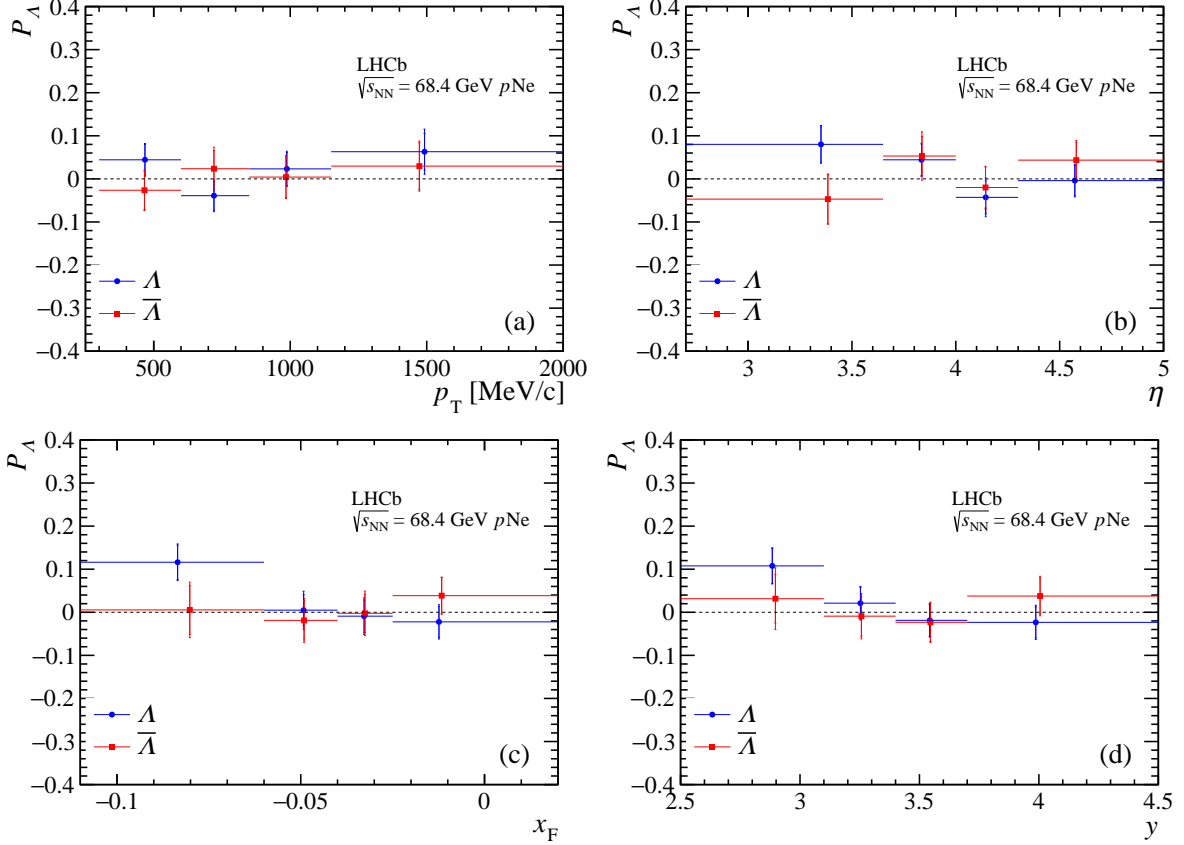 P_Λ
0.4
0.3
0.2
0.1
0
−0.1
−0.2
−0.3
−0.4
LHCb
√s_NN = 68.4 GeV pNe
Λ
Λ̅
(a)
500 1000 1500 2000
p_T [MeV/c]
P_Λ
0.4
0.3
0.2
0.1
0
−0.1
−0.2
−0.3
−0.4
LHCb
√s_NN = 68.4 GeV pNe
Λ
Λ̅
(b)
3 3.5 4 4.5 5
η
P_Λ
0.4
0.3
0.2
0.1
0
−0.1
−0.2
−0.3
−0.4
LHCb
√s_NN = 68.4 GeV pNe
Λ
Λ̅
(c)
−0.1 −0.05 0
x_F
P_Λ
0.4
0.3
0.2
0.1
0
−0.1
−0.2
−0.3
−0.4
LHCb
√s_NN = 68.4 GeV pNe
Λ
Λ̅
(d)
2.5 3 3.5 4 4.5
y